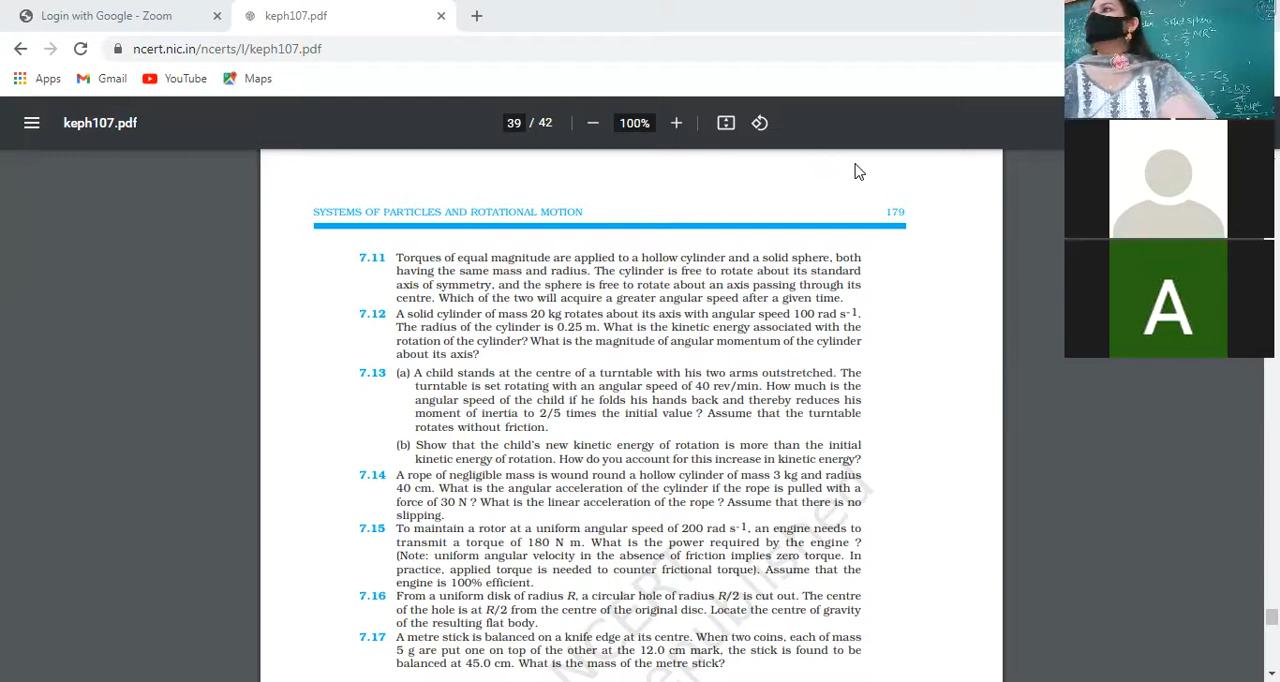 Login with Google - Zoom
keph107.pdf
ncert.nic.in/ncerts/l/keph107.pdf
Apps Gmail YouTube Maps
keph107.pdf
39 / 42
100%
SYSTEMS OF PARTICLES AND ROTATIONAL MOTION 179
7.11 Torques of equal magnitude are applied to a hollow cylinder and a solid sphere, both
having the same mass and radius. The cylinder is free to rotate about its standard
axis of symmetry, and the sphere is free to rotate about an axis passing through its
centre. Which of the two will acquire a greater angular speed after a given time.
7.12 A solid cylinder of mass 20 kg rotates about its axis with angular speed 100 rad s-1.
The radius of the cylinder is 0.25 m. What is the kinetic energy associated with the
rotation of the cylinder? What is the magnitude of angular momentum of the cylinder
about its axis?
7.13 (a) A child stands at the centre of a turntable with his two arms outstretched. The
turntable is set rotating with an angular speed of 40 rev/min. How much is the
angular speed of the child if he folds his hands back and thereby reduces his
moment of inertia to 2/5 times the initial value ? Assume that the turntable
rotates without friction.
(b) Show that the child's new kinetic energy of rotation is more than the initial
kinetic energy of rotation. How do you account for this increase in kinetic energy?
7.14 A rope of negligible mass is wound round a hollow cylinder of mass 3 kg and radius
40 cm. What is the angular acceleration of the cylinder if the rope is pulled with a
force of 30 N ? What is the linear acceleration of the rope ? Assume that there is no
slipping.
7.15 To maintain a rotor at a uniform angular speed of 200 rad s-1, an engine needs to
transmit a torque of 180 N m. What is the power required by the engine ?
(Note: uniform angular velocity in the absence of friction implies zero torque. In
practice, applied torque is needed to counter frictional torque). Assume that the
engine is 100% efficient.
7.16 From a uniform disk of radius R, a circular hole of radius R/2 is cut out. The centre
of the hole is at R/2 from the centre of the original disc. Locate the centre of gravity
of the resulting flat body.
7.17 A metre stick is balanced on a knife edge at its centre. When two coins, each of mass
5 g are put one on top of the other at the 12.0 cm mark, the stick is found to be
balanced at 45.0 cm. What is the mass of the metre stick?
NCERT
republished
Solid sphere
A